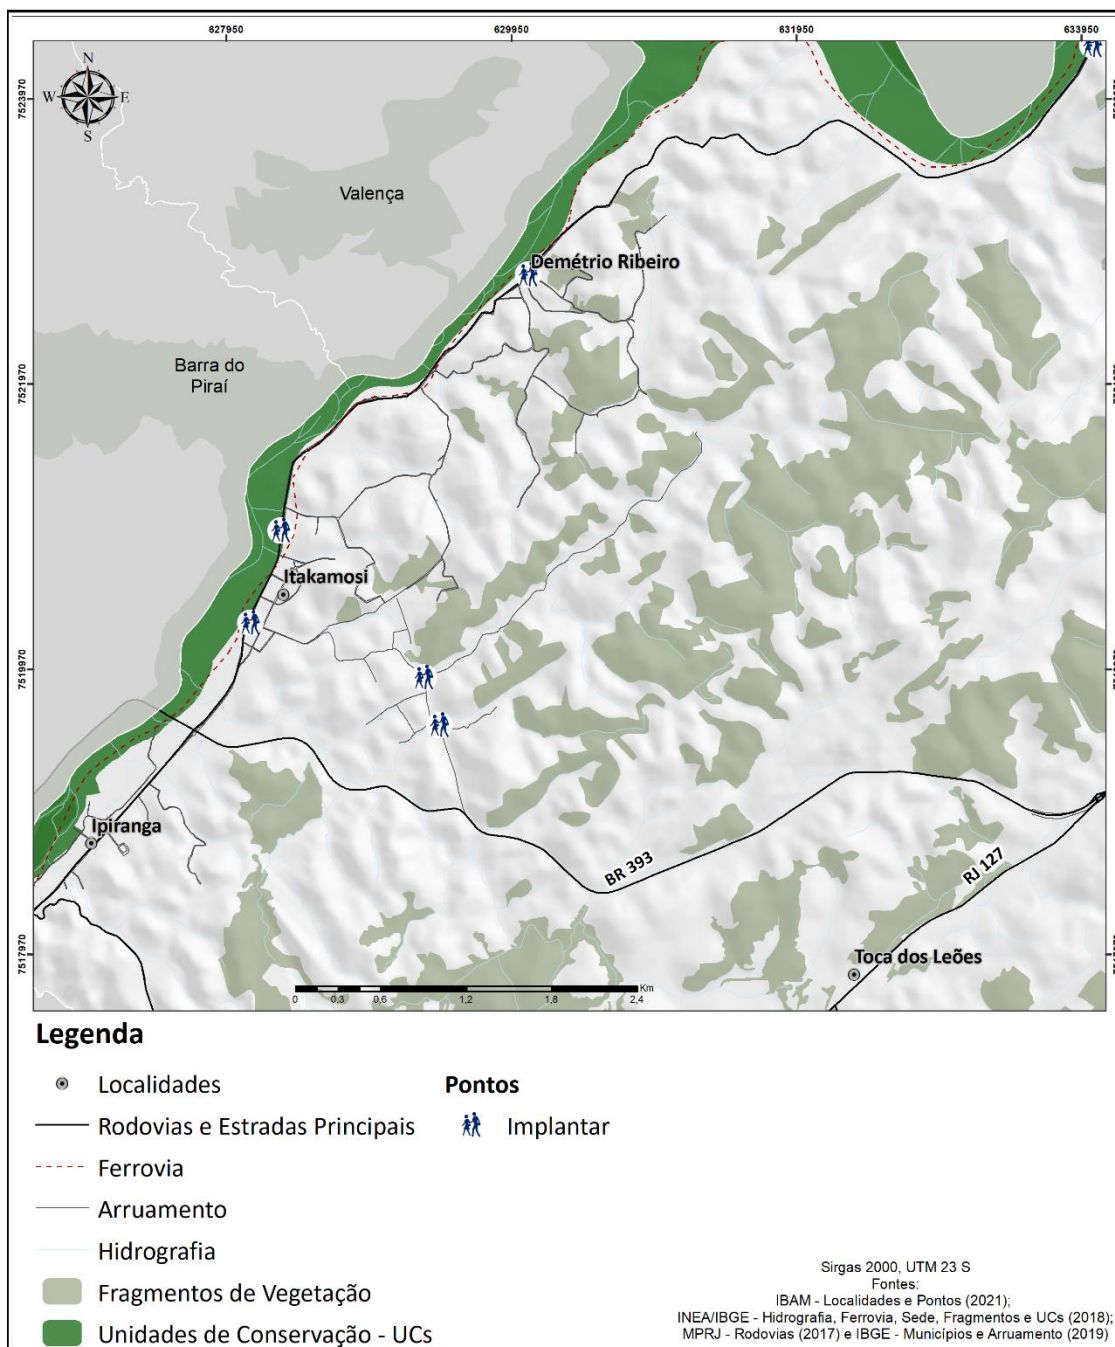 627950
629950
631950
633950
N
W
E
S
7523970
Valença
Demétrio Ribeiro
Barra do
Piraí
7521970
Itakamosi
7519970
Ipiranga
BR 393
RJ 127
7517970
Toca dos Leões
0 0,3 0,6 1,2 1,8 2,4 Km
Legenda
Localidades
Pontos
Rodovias e Estradas Principais
Implantar
Ferrovia
Arruamento
Hidrografia
Fragmentos de Vegetação
Unidades de Conservação - UCs
Sirgas 2000, UTM 23 S
Fontes:
IBAM - Localidades e Pontos (2021);
INEA/IBGE - Hidrografia, Ferrovia, Sede, Fragmentos e UCs (2018);
MPRJ - Rodovias (2017) e IBGE - Municípios e Arruamento (2019)